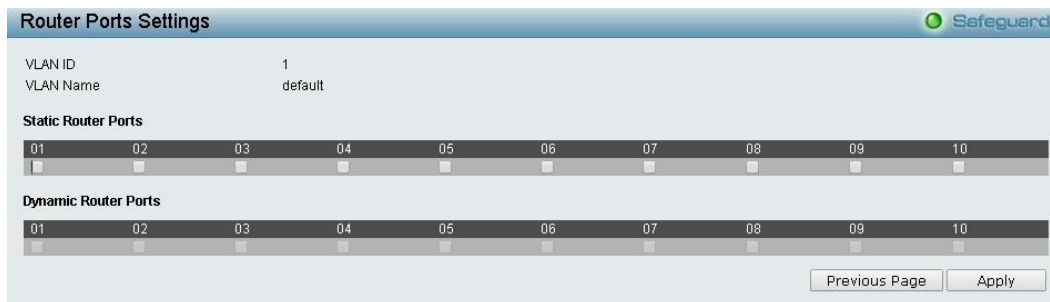 Router Ports Settings Safeguard
VLAN ID 1
VLAN Name default
Static Router Ports
01 02 03 04 05 06 07 08 09 10
Dynamic Router Ports
01 02 03 04 05 06 07 08 09 10
Previous Page Apply